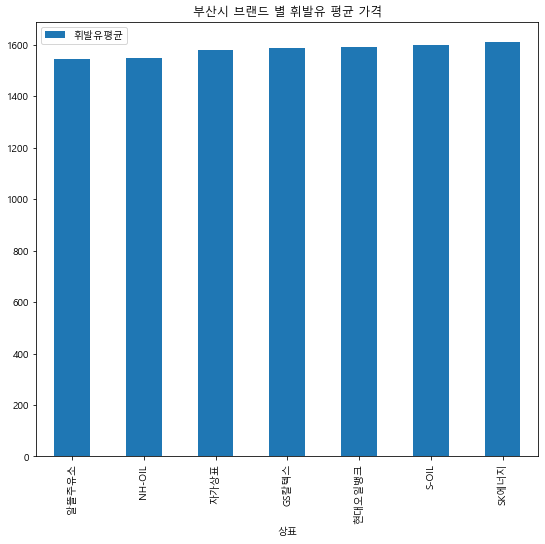 부산시 브랜드 별 휘발유 평균 가격
휘발유평균
1600
1400
1200
1000
800
600
400
200
0
알뜰주유소
NH-OIL
자가상표
GS칼텍스
현대오일뱅크
S-OIL
SK에너지
상표